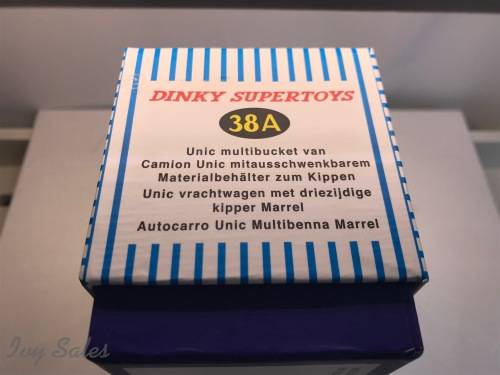 DINKY SUPERTOYS
38A
Unic multibucket van
Camion Unic mitausschwenkbarem
Materialbehälter zum Kippen
Unic vrachtwagen met driezijdige
kipper Marrel
Autocarro Unic Multibenna Marrel
Ivy Sales